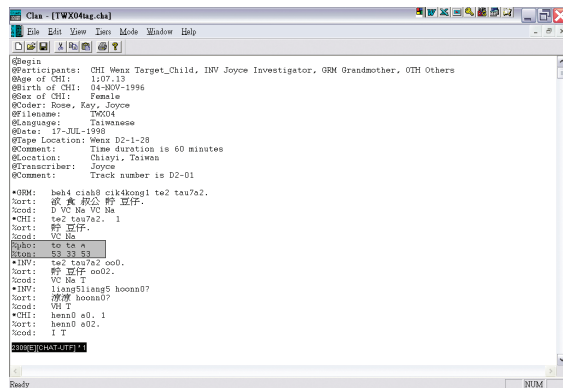 Clan - [TWX04tag.cha]
File Edit View Tiers Mode Window Help
@Begin
@Participants: CHI Wenx Target_Child, INV Joyce Investigator, GRM Grandmother, OTH Others
@Age of CHI: 1;07.13
@Birth of CHI: 04-NOV-1996
@Sex of CHI: Female
@Coder: Rose, Kay, Joyce
@Filename: TWX04
@Language: Taiwanese
@Date: 17-JUL-1998
@Tape Location: Wenx D2-1-28
@Comment: Time duration is 60 minutes
@Location: Chiayi, Taiwan
@Transcriber: Joyce
@Comment: Track number is D2-01
*GRM: beh4 ciah8 cik4kong1 te2 tau7a2.
%ort: 欲 食 叔公 貯 豆仔.
%cod: D VC Na VC Na
*CHI: te2 tau7a2. 1
%ort: 貯 豆仔.
%cod: VC Na
%pho: to ta A
%ton: 53 33 53
*INV: te2 tau7a2 oo0.
%ort: 貯 豆仔 oo02.
%cod: VC Na T
*INV: liang5liang5 hoonn0?
%ort: 涼涼 hoonn0?
%cod: VH T
*CHI: henn0 a0. 1
%ort: henn0 a02.
%cod: I T
2309[E][CHAT-UTF] * 1
Ready NUM